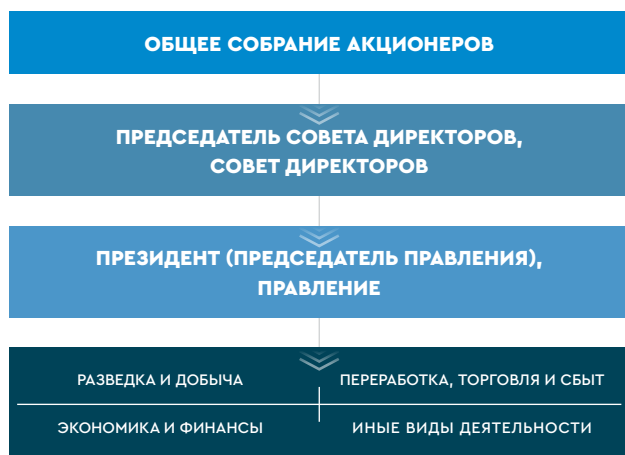 ОБЩЕЕ СОБРАНИЕ АКЦИОНЕРОВ
ПРЕДСЕДАТЕЛЬ СОВЕТА ДИРЕКТОРОВ,
СОВЕТ ДИРЕКТОРОВ
ПРЕЗИДЕНТ (ПРЕДСЕДАТЕЛЬ ПРАВЛЕНИЯ),
ПРАВЛЕНИЕ
РАЗВЕДКА И ДОБЫЧА
ПЕРЕРАБОТКА, ТОРГОВЛЯ И СБЫТ
ЭКОНОМИКА И ФИНАНСЫ
ИНЫЕ ВИДЫ ДЕЯТЕЛЬНОСТИ